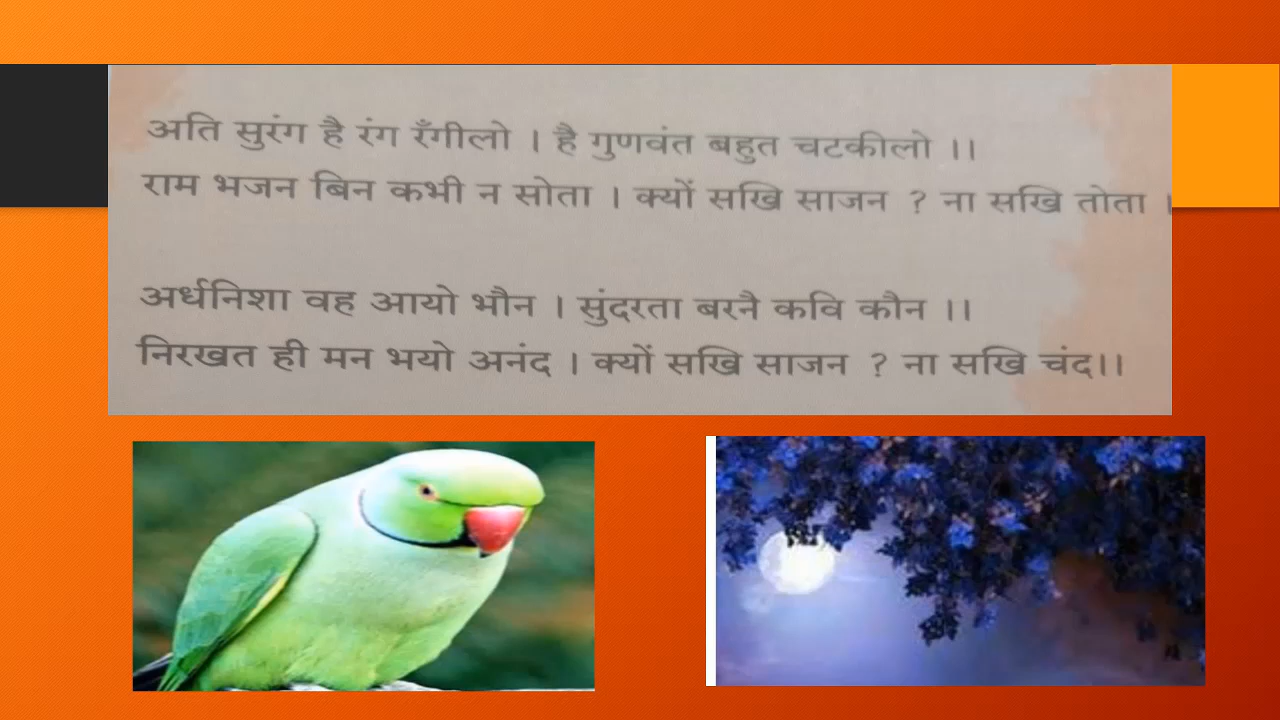 अति सुरंग है रंग रँगीलो । है गुणवंत बहुत चटकीलो ।।
राम भजन बिन कभी न सोता । क्यों सखि साजन ? ना सखि तोता ।
अर्धनिशा वह आयो भौन । सुंदरता बरनै कवि कौन ।।
निरखत ही मन भयो अनंद । क्यों सखि साजन ? ना सखि चंद।।